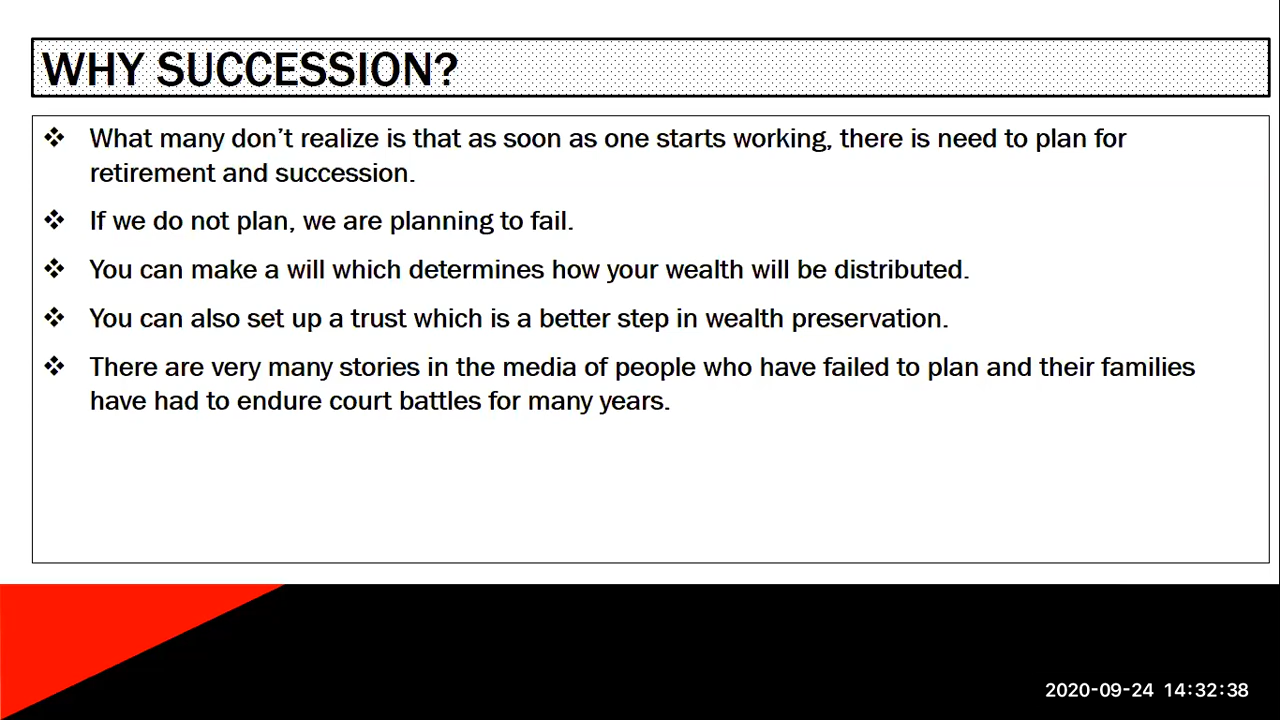 WHY SUCCESSION?
❖ What many don’t realize is that as soon as one starts working, there is need to plan for
retirement and succession.
❖ If we do not plan, we are planning to fail.
❖ You can make a will which determines how your wealth will be distributed.
❖ You can also set up a trust which is a better step in wealth preservation.
❖ There are very many stories in the media of people who have failed to plan and their families
have had to endure court battles for many years.
2020-09-24 14:32:38